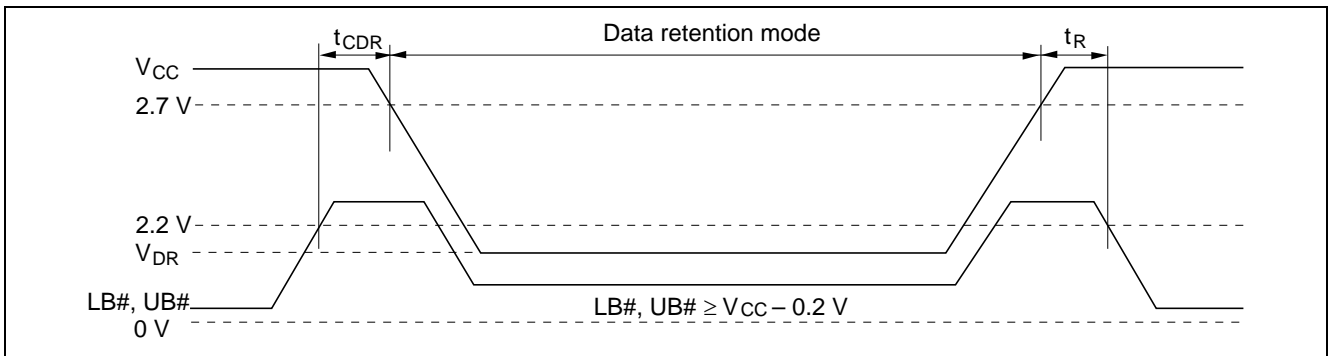 tCDR
Data retention mode
tR
VCC
2.7 V
2.2 V
VDR
LB#, UB#
LB#, UB# ≥ VCC – 0.2 V
0 V